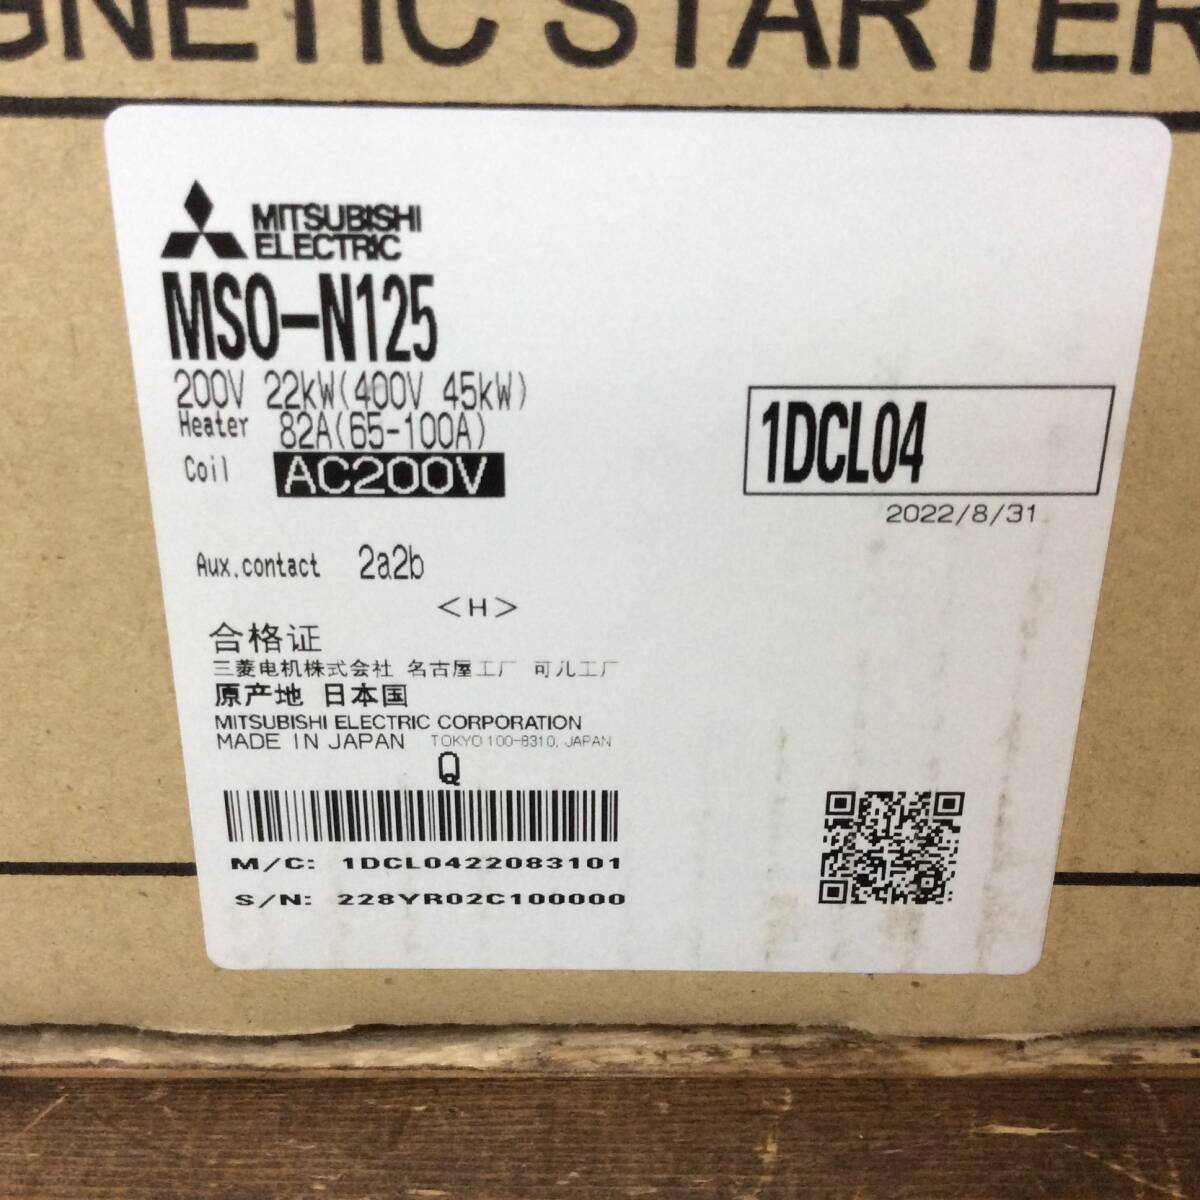 GNETIC STARTER
MITSUBISHI
ELECTRIC
MSO-N125
200V 22kW(400V 45kW)
Heater 82A(65-100A)
Coil AC200V
1DCL04
2022/8/31
Aux.contact 2a2b
<H>
合格证
三菱电机株式会社 名古屋工厂 可儿工厂
原产地 日本国
MITSUBISHI ELECTRIC CORPORATION
MADE IN JAPAN TOKYO 100-8310, JAPAN
Q
M/C: 1DCL0422083101
S/N: 228YR02C100000